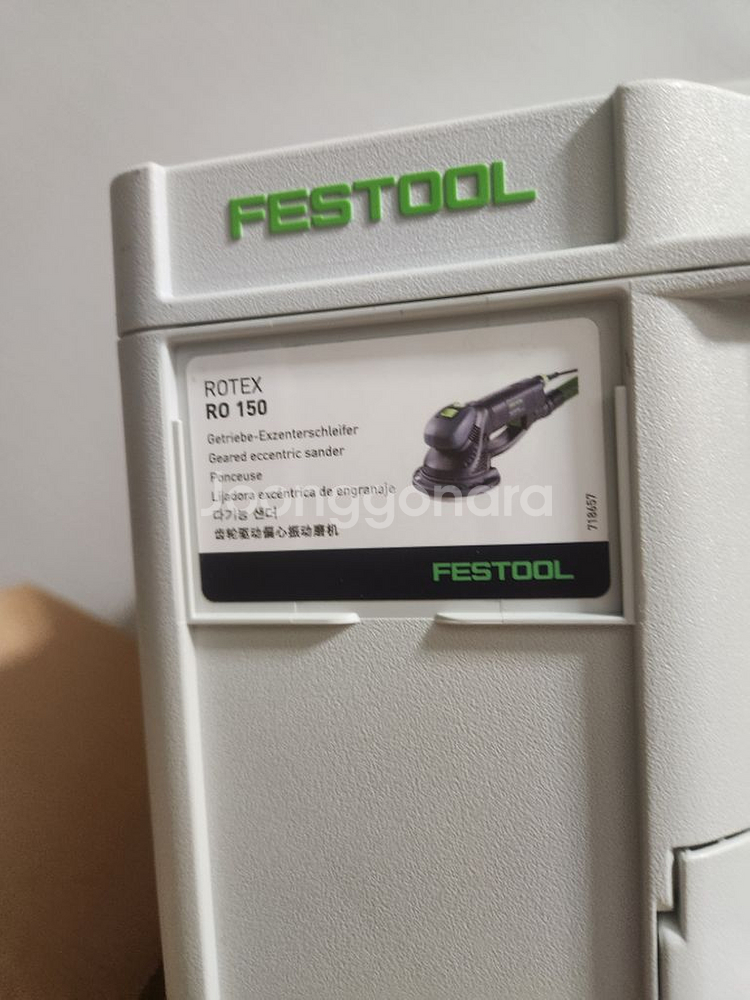 FESTOOL
ROTEX
RO 150
Getriebe-Exzenterschleifer
Geared eccentric sander
Ponceuse
Lijadora excéntrica de engranaje
다기능 샌더
齿轮驱动偏心振动磨机
718657
FESTOOL
joonggonara